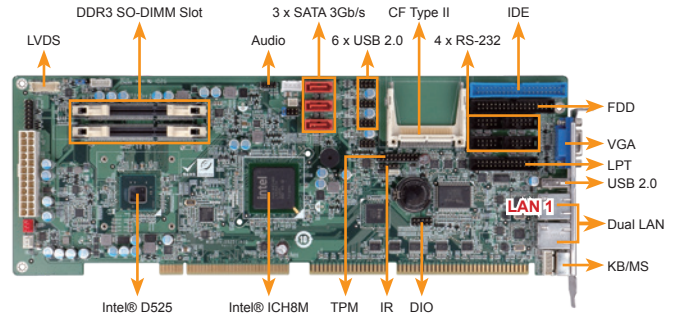 DDR3 SO-DIMM Slot
3 x SATA 3Gb/s
CF Type II
IDE
LVDS
Audio
6 x USB 2.0
4 x RS-232
FDD
VGA
LPT
USB 2.0
LAN 1
Dual LAN
KB/MS
intel
Intel® D525
Intel® ICH8M
TPM
IR
DIO